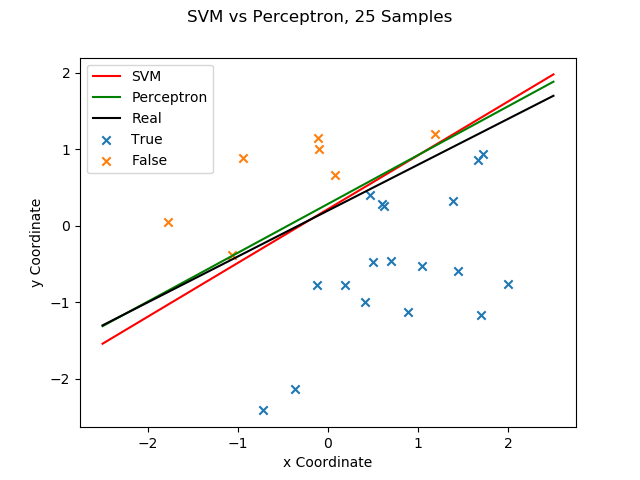 SVM vs Perceptron, 25 Samples
SVM
Perceptron
Real
True
False
2
1
0
−1
−2
y Coordinate
−2
−1
0
1
2
x Coordinate